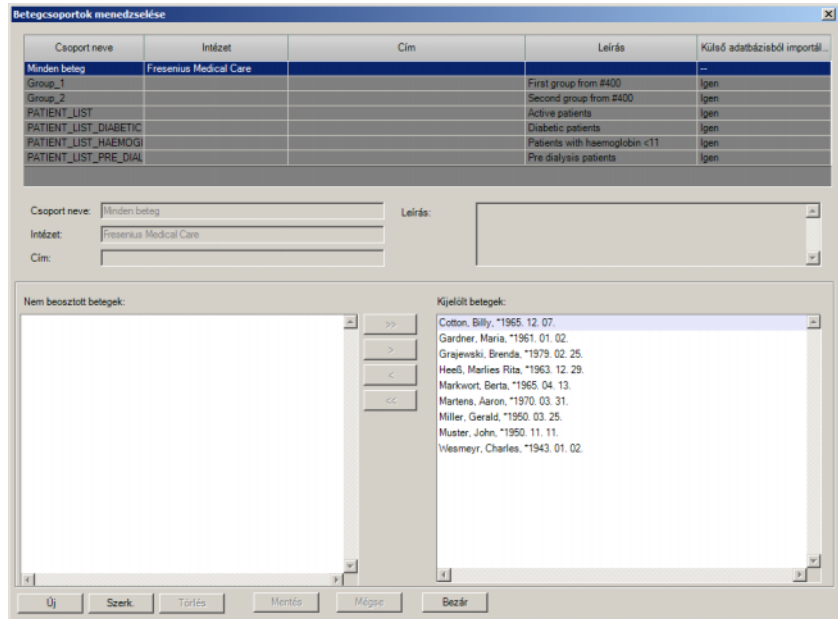 Betegcsoportok menedzselése
Csoport neve Intézet Cím Leírás Külső adatbázisból importál...
Minden beteg Fresenius Medical Care --
Group_1 First group from #400 Igen
Group_2 Second group from #400 Igen
PATIENT_LIST Active patients Igen
PATIENT_LIST_DIABETIC Diabetic patients Igen
PATIENT_LIST_HAEMOGI Patients with haemoglobin <11 Igen
PATIENT_LIST_PRE_DIAL Pre dialysis patients Igen
Csoport neve: Minden beteg Leírás:
Intézet: Fresenius Medical Care
Cím:
Nem beosztott betegek: Kijelölt betegek:
>>
>
<
<<
Cotton, Billy, *1965. 12. 07.
Gardner, Maria, *1961. 01. 02.
Grajewski, Brenda, *1979. 02. 25.
Heeß, Marlies Rita, *1963. 12. 29.
Markwort, Berta, *1965. 04. 13.
Martens, Aaron, *1970. 03. 31.
Miller, Gerald, *1950. 03. 25.
Muster, John, *1950. 11. 11.
Wesmeyr, Charles, *1943. 01. 02.
Új Szerk. Törlés Mentés Mégse Bezár